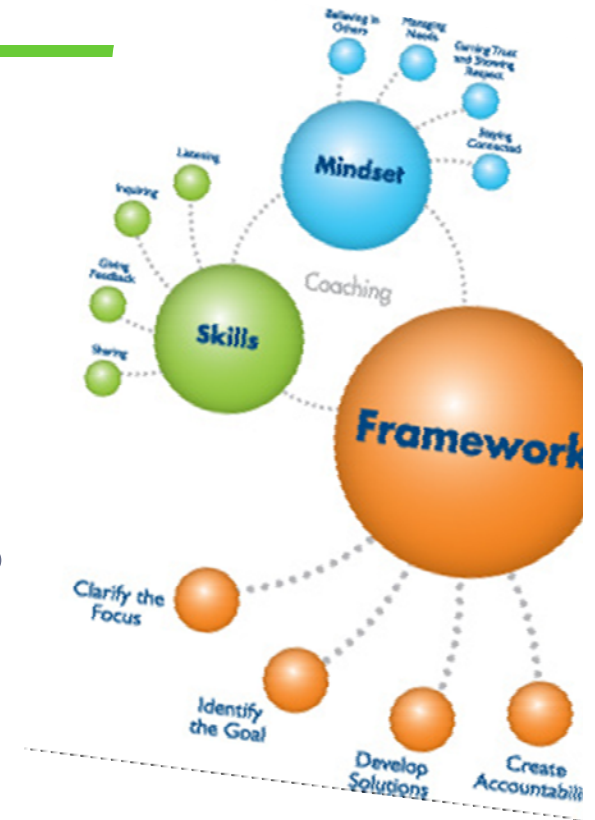 Believing in
Others
Managing
Needs
Earning Trust
and Showing
Respect
Staying
Connected
Mindset
Listening
Inquiring
Giving
Feedback
Sharing
Skills
Coaching
Framework
Clarify the
Focus
Identify
the Goal
Develop
Solutions
Create
Accountabili